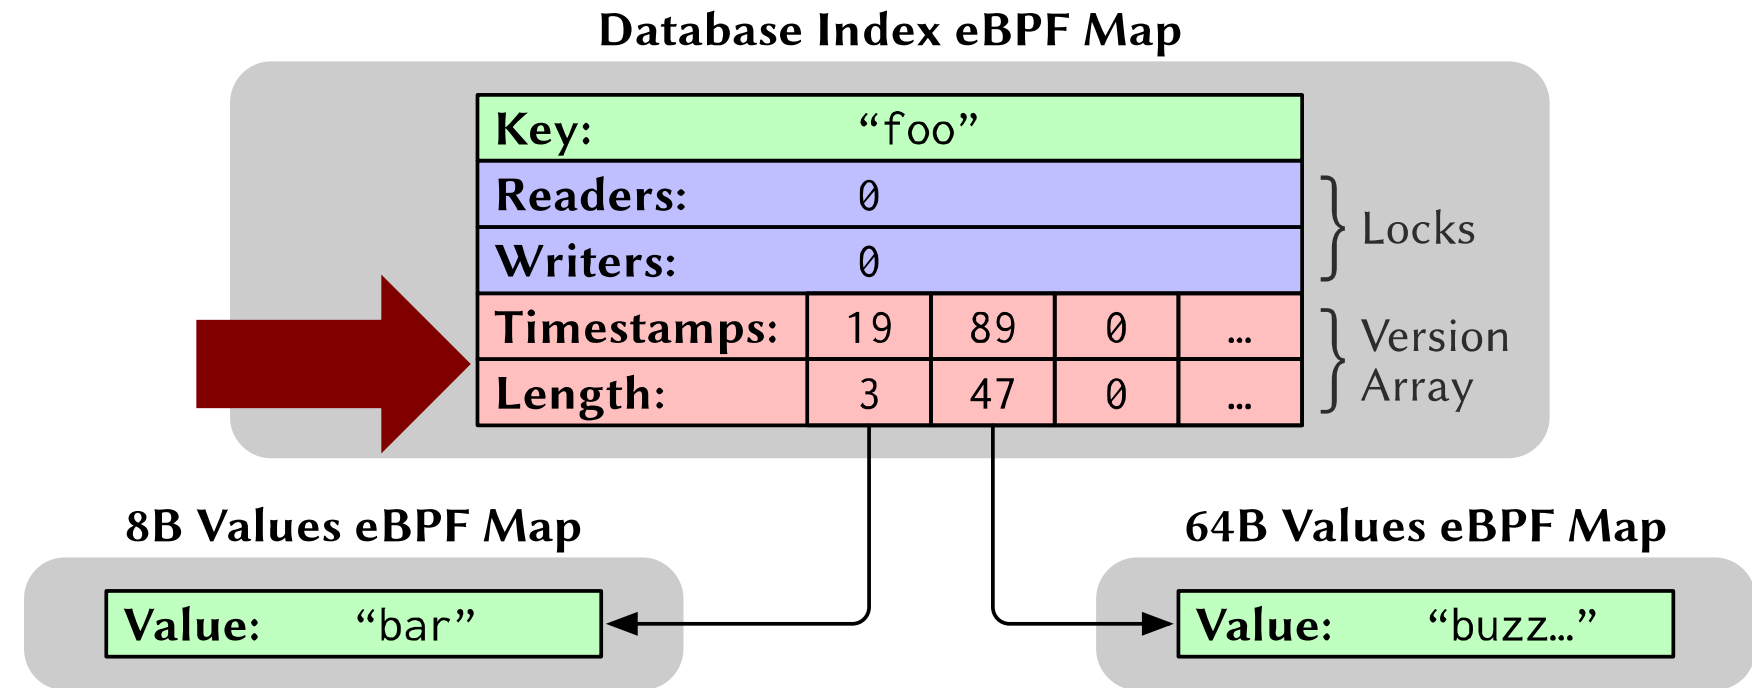 Database Index eBPF Map
Key: “foo”
Readers: 0
Writers: 0
Locks
Timestamps: 19 89 0 …
Length: 3 47 0 …
Version
Array
8B Values eBPF Map
Value: “bar”
64B Values eBPF Map
Value: “buzz…”